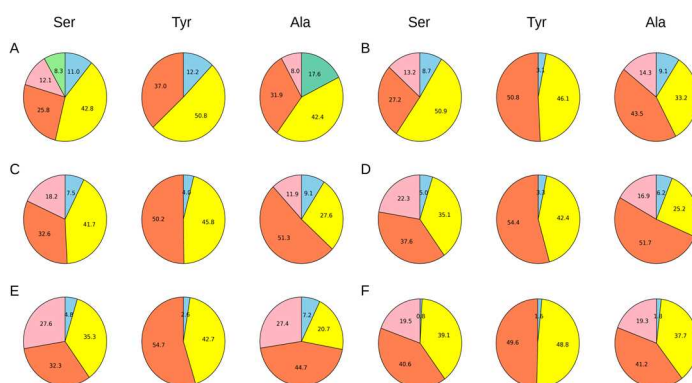 Ser Tyr Ala Ser Tyr Ala
A B
8.3 11.0 12.1 25.8 42.8
12.2 37.0 50.8
8.0 17.6 31.9 42.4
13.2 8.7 27.2 50.9
3.1 50.8 46.1
14.3 9.1 33.2 43.5
C D
18.2 7.5 41.7 32.6
4.0 50.2 45.8
11.9 9.1 27.6 51.3
22.3 5.0 35.1 37.6
3.3 54.4 42.4
16.9 6.2 25.2 51.7
E F
27.6 4.8 35.3 32.3
2.6 54.7 42.7
27.4 7.2 20.7 44.7
19.5 0.8 39.1 40.6
1.6 49.6 48.8
19.3 1.8 37.7 41.2